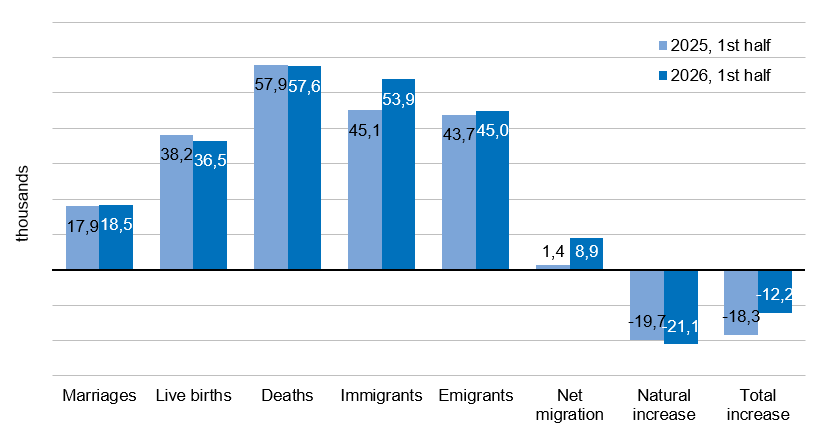 2025, 1st half
2026, 1st half
thousands
17,9 18,5
38,2 36,5
57,9 57,6
45,1 53,9
43,7 45,0
1,4 8,9
-19,7 -21,1
-18,3 -12,2
Marriages
Live births
Deaths
Immigrants
Emigrants
Net
migration
Natural
increase
Total
increase